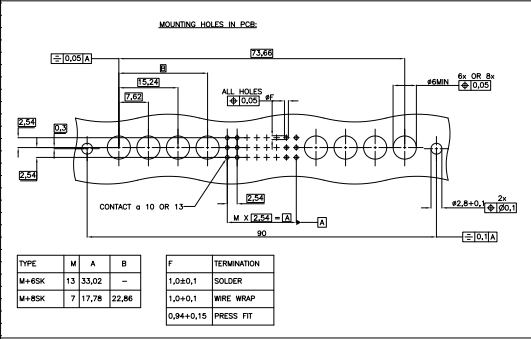 MOUNTING HOLES IN PCB:
73,66
÷ 0,05 A
B
15,24
7,62
ALL HOLES
⌖ 0,05
øF
ø6MIN
6x OR 8x
⌖ 0,05
2,54
0,3
2,54
2,54
CONTACT a 10 OR 13
M X 2,54 = A
A
90
2x
ø2,8+0,1
⌖ Ø0,1
÷ 0,1 A
TYPE M A B
M+6SK 13 33,02 –
M+8SK 7 17,78 22,86
F TERMINATION
1,0±0,1 SOLDER
1,0+0,1 WIRE WRAP
0,94+0,15 PRESS FIT